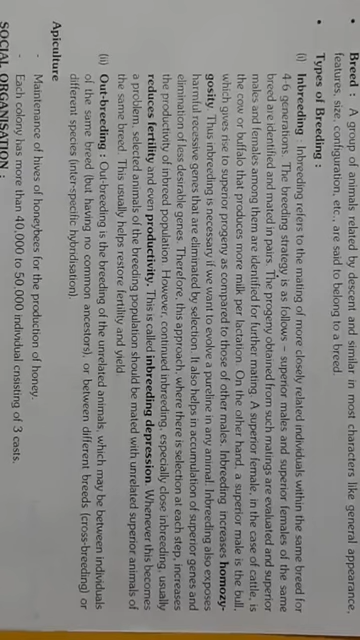 Breed : A group of animals related by descent and similar in most characters like general appearance,
features, size, configuration, etc., are said to belong to a breed.
• Types of Breeding :
(i) Inbreeding : Inbreeding refers to the mating of more closely related individuals within the same breed for
4-6 generations. The breeding strategy is as follows – superior males and superior females of the same
breed are identified and mated in pairs. The progeny obtained from such matings are evaluated and superior
males and females among them are identified for further mating. A superior female, in the case of cattle, is
the cow or buffalo that produces more milk per lactation. On the other hand, a superior male is the bull,
which gives rise to superior progeny as compared to those of other males. Inbreeding increases homozy-
gosity. Thus inbreeding is necessary if we want to evolve a pureline in any animal. Inbreeding also exposes
harmful recessive genes that are eliminated by selection. It also helps in accumulation of superior genes and
elimination of less desirable genes. Therefore, this approach, where there is selection at each step, increases
the productivity of inbred population. However, continued inbreeding, especially close inbreeding, usually
reduces fertility and even productivity. This is called inbreeding depression. Whenever this becomes
a problem, selected animals of the breeding population should be mated with unrelated superior animals of
the same breed. This usually helps restore fertility and yield.
(ii) Out-breeding : Out-breeding is the breeding of the unrelated animals, which may be between individuals
of the same breed (but having no common ancestors), or between different breeds (cross-breeding) or
different species (inter-specific hybridisation).
Apiculture
- Maintenance of hives of honeybees for the production of honey.
SOCIAL ORGANISATION :
- Each colony has more than 40,000 to 50,000 individual cnsisting of 3 casts.